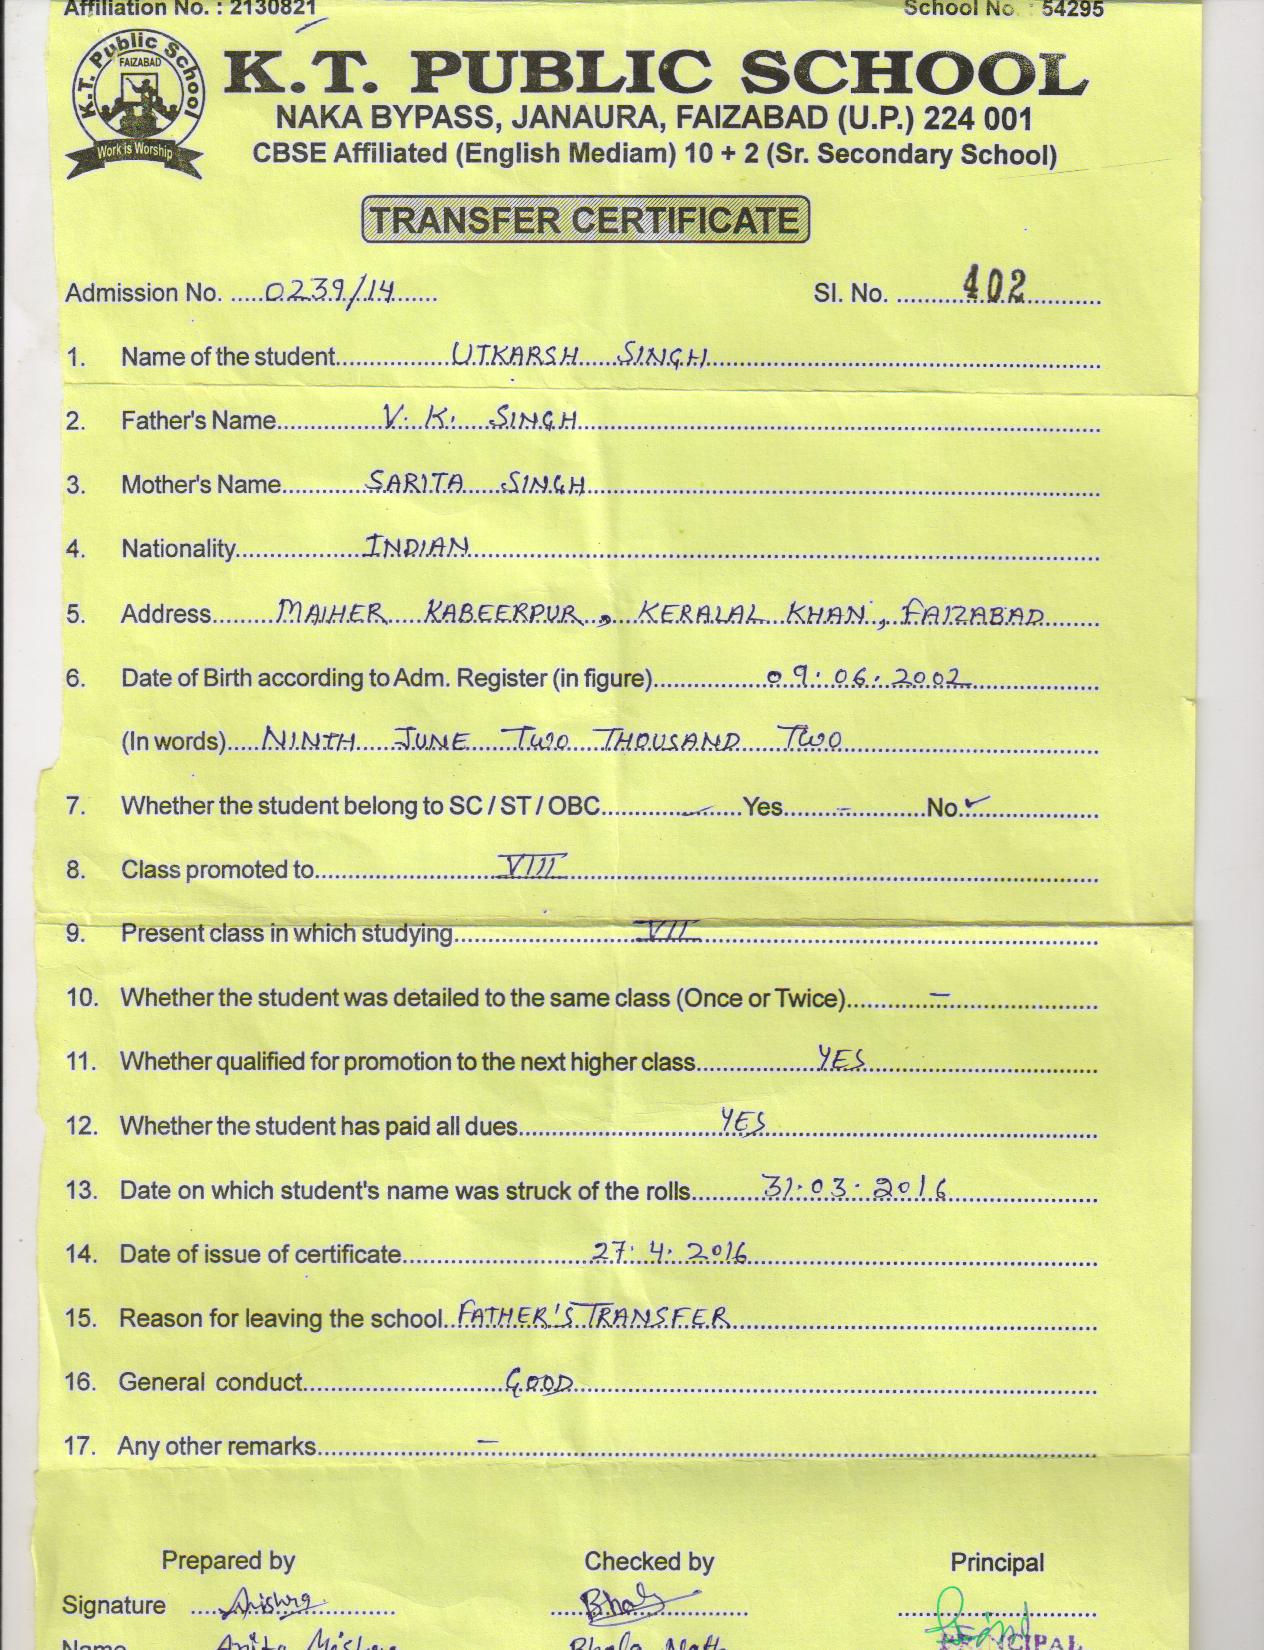 Affiliation No. : 2130821 School No. : 54295
K.T. Public School
FAIZABAD
Work is Worship
K.T. PUBLIC SCHOOL
NAKA BYPASS, JANAURA, FAIZABAD (U.P.) 224 001
CBSE Affiliated (English Mediam) 10 + 2 (Sr. Secondary School)
TRANSFER CERTIFICATE
Admission No. .....0239/14...... Sl. No. ..........402............
1. Name of the student................UTKARSH SINGH................
2. Father's Name...............V. K. SINGH................
3. Mother's Name............SARITA SINGH................
4. Nationality..................INDIAN................
5. Address.........MAIHER KABEERPUR, KERALAL KHAN, FAIZABAD........
6. Date of Birth according to Adm. Register (in figure)................09.06.2002................
(In words)....NINTH JUNE TWO THOUSAND TWO................
7. Whether the student belong to SC / ST / OBC............✓......Yes.......-..........No.✓................
8. Class promoted to..........................VIII................
9. Present class in which studying..........................VII................
10. Whether the student was detailed to the same class (Once or Twice)...........–................
11. Whether qualified for promotion to the next higher class................YES................
12. Whether the student has paid all dues..........................YES................
13. Date on which student's name was struck of the rolls..........31.03.2016................
14. Date of issue of certificate..........................27.4.2016................
15. Reason for leaving the school..FATHER'S TRANSFER................
16. General conduct..........................GOOD................
17. Any other remarks......................–................
Prepared by Checked by Principal
Signature
Name Anita Mishra Bhola Nath PRINCIPAL